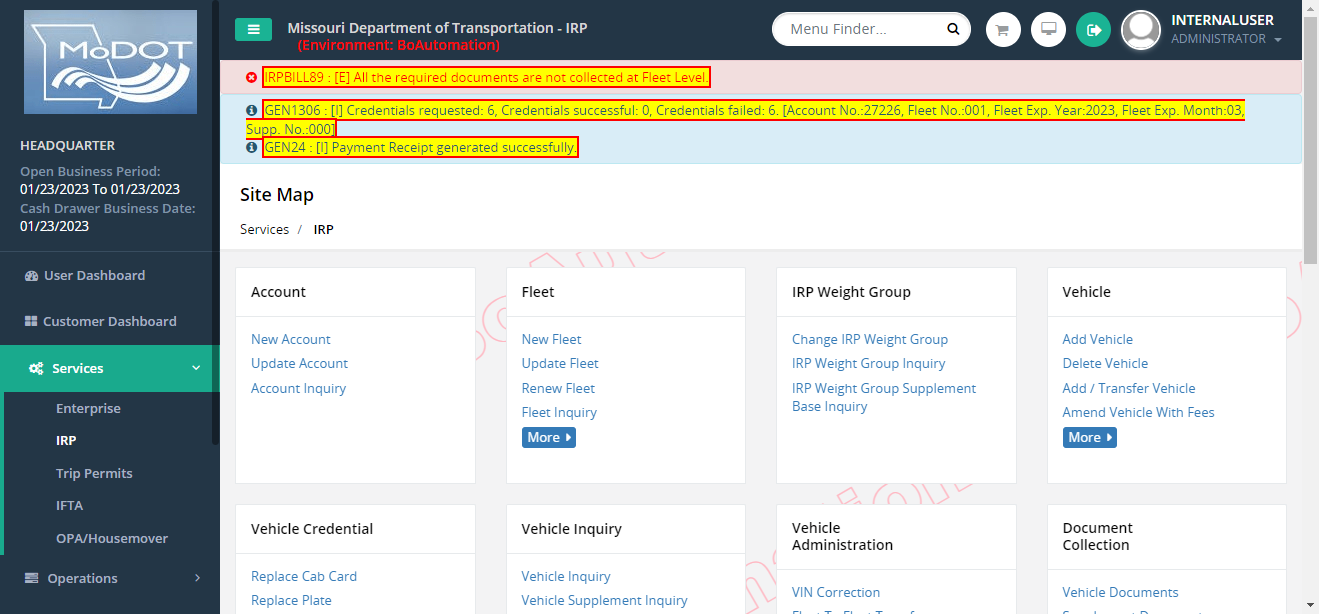 MoDOT
Missouri Department of Transportation - IRP
(Environment: BoAutomation)
Menu Finder...
INTERNALUSER
ADMINISTRATOR
IRPBILL89 : [E] All the required documents are not collected at Fleet Level.
GEN1306 : [I] Credentials requested: 6, Credentials successful: 0, Credentials failed: 6. [Account No.:27226, Fleet No.:001, Fleet Exp. Year:2023, Fleet Exp. Month:03,
Supp. No.:000]
GEN24 : [I] Payment Receipt generated successfully.
HEADQUARTER
Open Business Period:
01/23/2023 To 01/23/2023
Cash Drawer Business Date:
01/23/2023
User Dashboard
Customer Dashboard
Services
Enterprise
IRP
Trip Permits
IFTA
OPA/Housemover
Operations
Site Map
Services / IRP
Account
New Account
Update Account
Account Inquiry
Fleet
New Fleet
Update Fleet
Renew Fleet
Fleet Inquiry
More
IRP Weight Group
Change IRP Weight Group
IRP Weight Group Inquiry
IRP Weight Group Supplement
Base Inquiry
Vehicle
Add Vehicle
Delete Vehicle
Add / Transfer Vehicle
Amend Vehicle With Fees
More
Vehicle Credential
Replace Cab Card
Replace Plate
Vehicle Inquiry
Vehicle Inquiry
Vehicle Supplement Inquiry
Vehicle
Administration
VIN Correction
Document
Collection
Vehicle Documents